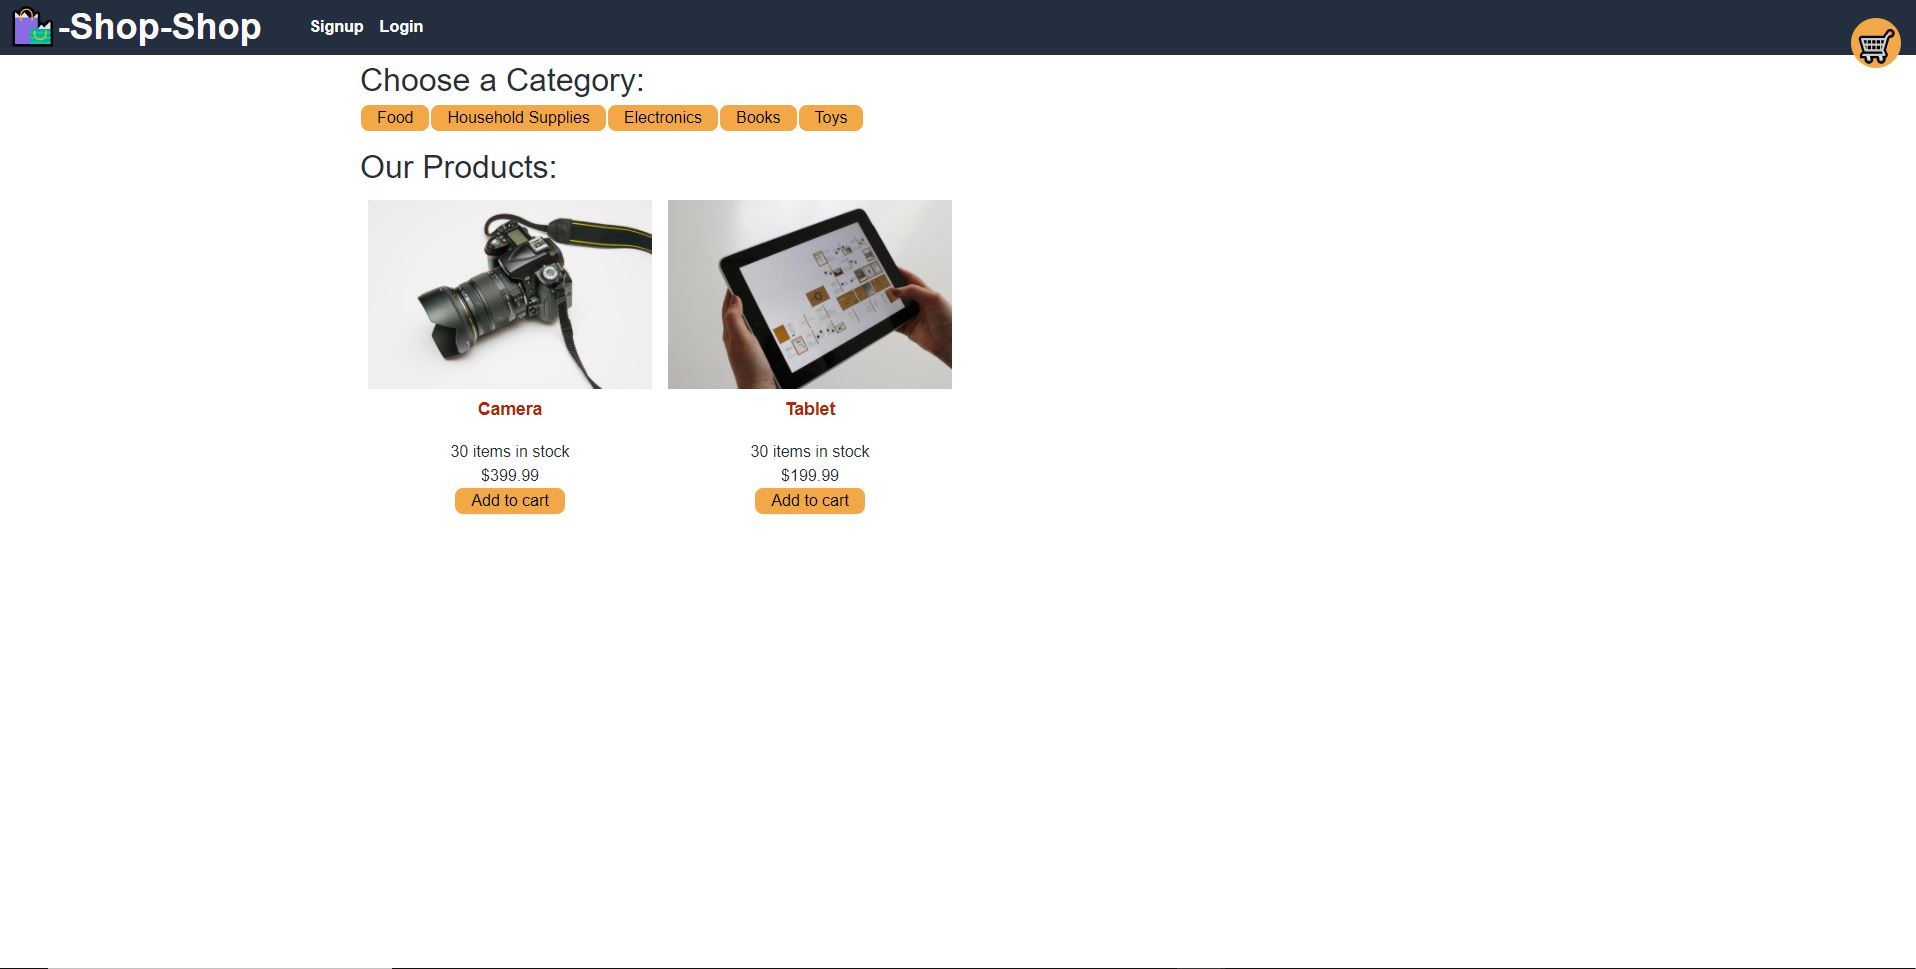 -Shop-Shop
Signup Login
Choose a Category:
Food Household Supplies Electronics Books Toys
Our Products:
Camera
30 items in stock
$399.99
Add to cart
Tablet
30 items in stock
$199.99
Add to cart